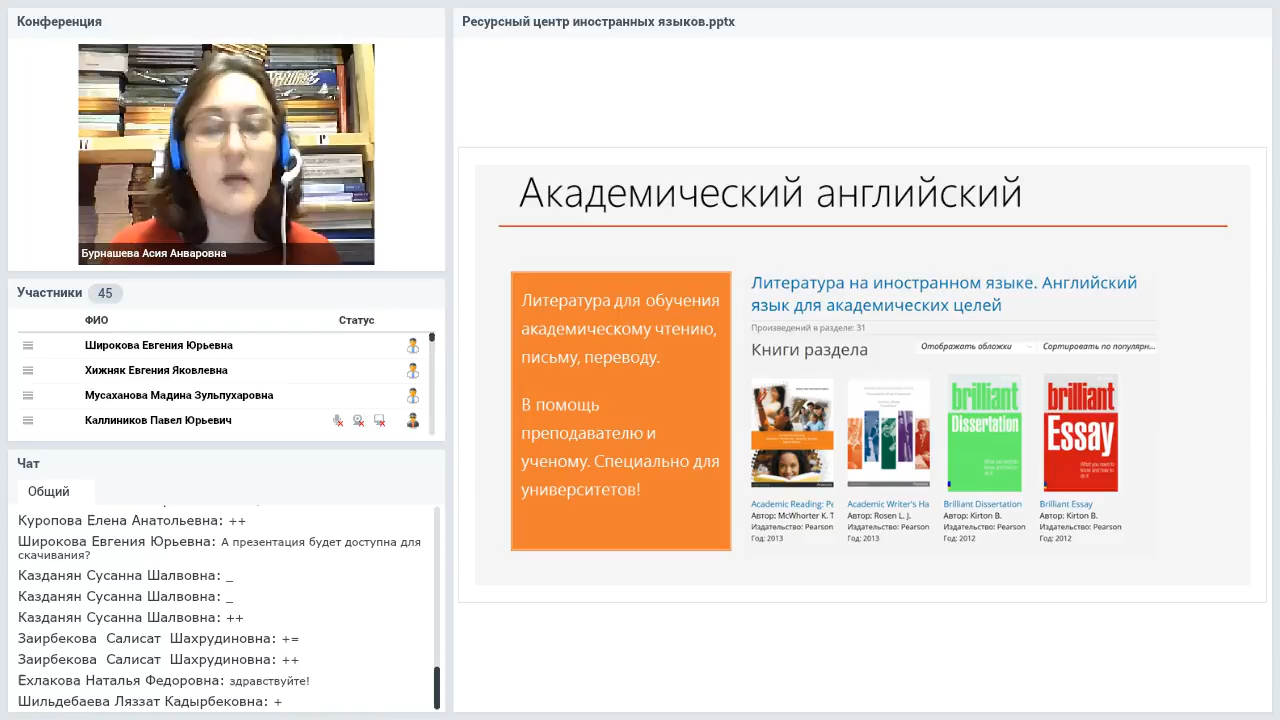 Конференция
Бурнашева Асия Анваровна
Участники 45
ФИО Статус
Широкова Евгения Юрьевна
Хижняк Евгения Яковлевна
Мусаханова Мадина Зульпухаровна
Каллиников Павел Юрьевич
Чат
Общий
Куропова Елена Анатольевна: ++
Широкова Евгения Юрьевна: А презентация будет доступна для
скачивания?
Казданян Сусанна Шалвовна: _
Казданян Сусанна Шалвовна: _
Казданян Сусанна Шалвовна: ++
Заирбекова Салисат Шахрудиновна: +=
Заирбекова Салисат Шахрудиновна: ++
Ехлакова Наталья Федоровна: здравствуйте!
Шильдебаева Ляззат Кадырбековна: +
Ресурсный центр иностранных языков.pptx
Академический английский
Литература для обучения
академическому чтению,
письму, переводу.
В помощь
преподавателю и
ученому. Специально для
университетов!
Литература на иностранном языке. Английский
язык для академических целей
Произведений в разделе: 31
Книги раздела
Отображать обложки
Сортировать по популярн...
brilliant
Dissertation
brilliant
Essay
Academic Reading: Pe
Автор: McWhorter K. T
Издательство: Pearson
Год: 2013
Academic Writer's Ha
Автор: Rosen L. J.
Издательство: Pearson
Год: 2013
Brilliant Dissertation
Автор: Kirton B.
Издательство: Pearson
Год: 2012
Brilliant Essay
Автор: Kirton B.
Издательство: Pearson
Год: 2012